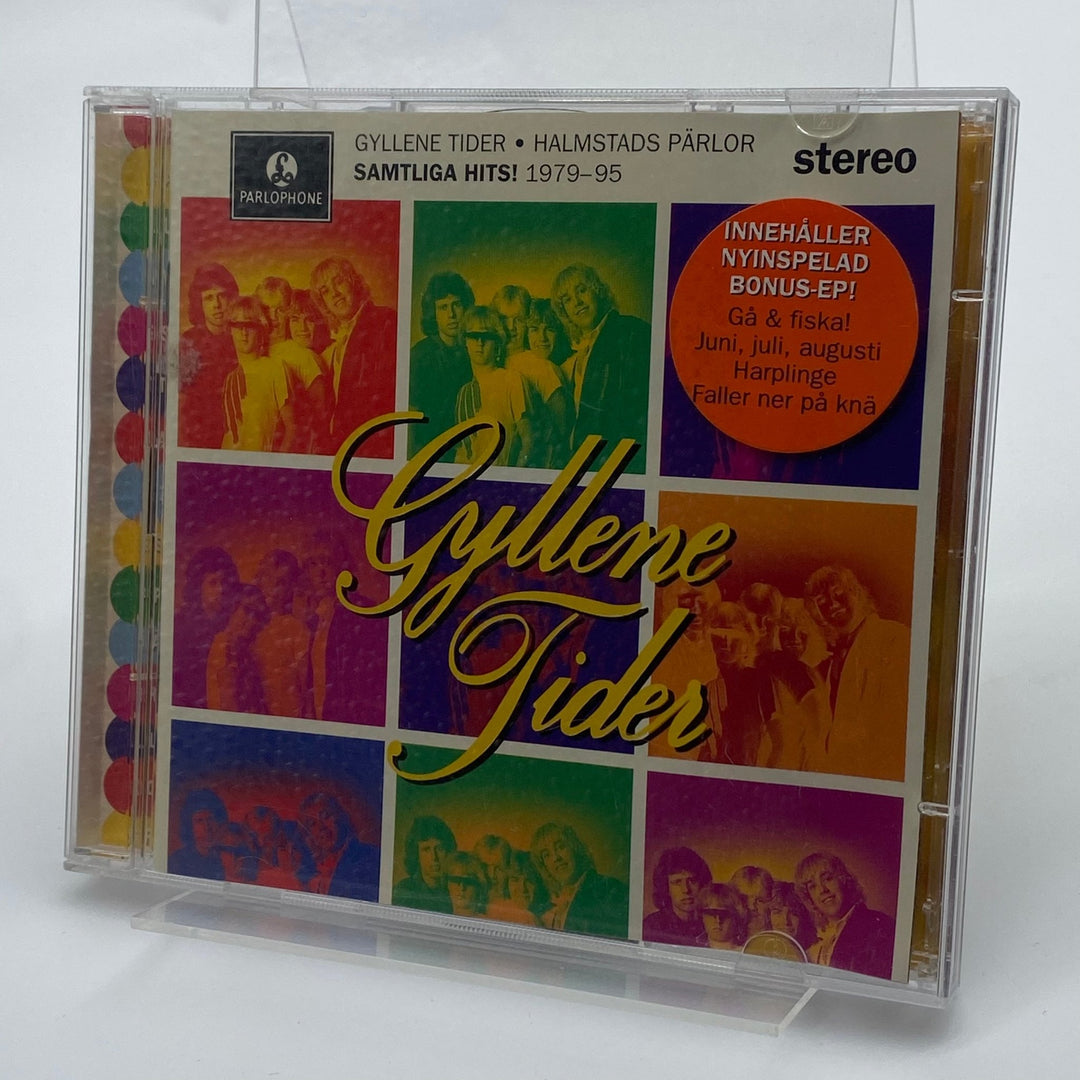 GYLLENE TIDER • HALMSTADS PÄRLOR
SAMTLIGA HITS! 1979–95
stereo
£
PARLOPHONE
INNEHÅLLER
NYINSPELAD
BONUS-EP!
Gå & fiska!
Juni, juli, augusti
Harplinge
Faller ner på knä
Gyllene
Tider